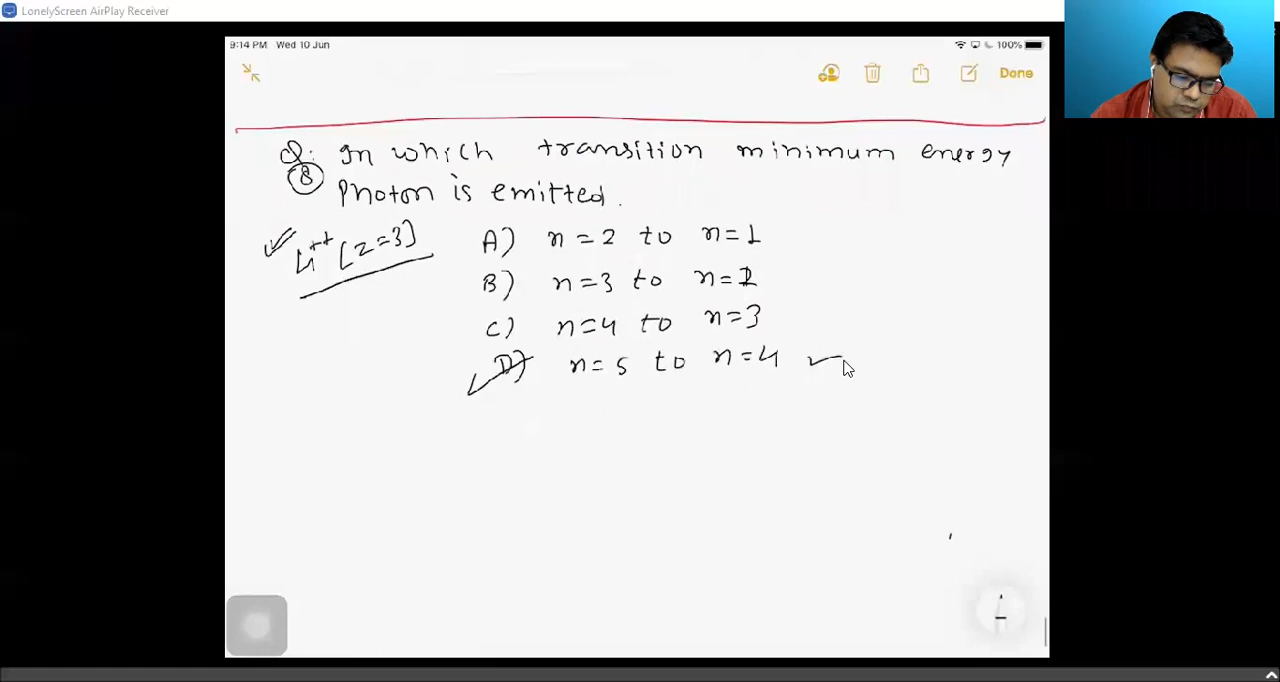 LonelyScreen AirPlay Receiver
9:14 PM Wed 10 Jun
100%
Done
Q: In which transition minimum energy
8 Photon is emitted.
Li++ [z=3]
A) n=2 to n=1
B) n=3 to
C) n=4 to n=3
D) n=5 to n=4